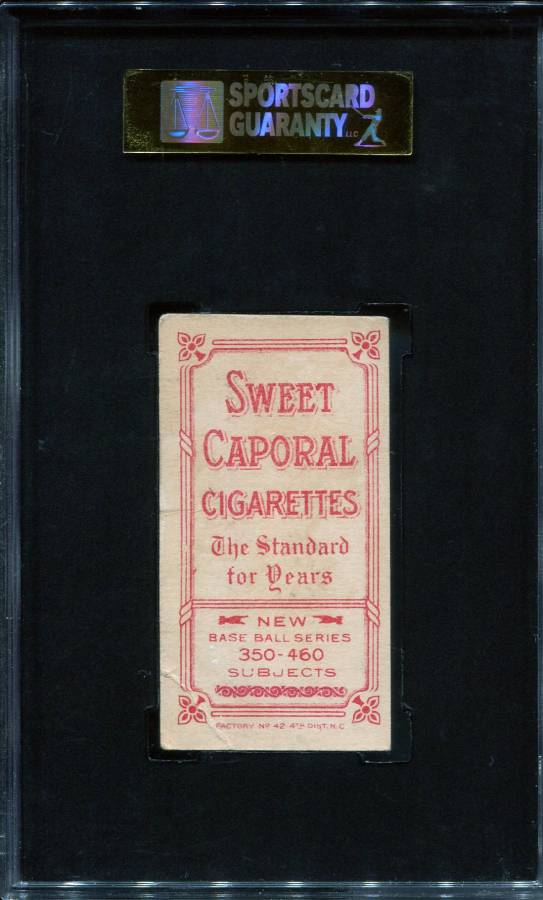 SPORTSCARD
GUARANTY LLC
SWEET
CAPORAL
CIGARETTES
The Standard
for Years
NEW
BASE BALL SERIES
350-460
SUBJECTS
FACTORY Nº 42 4TH DIST. N.C.